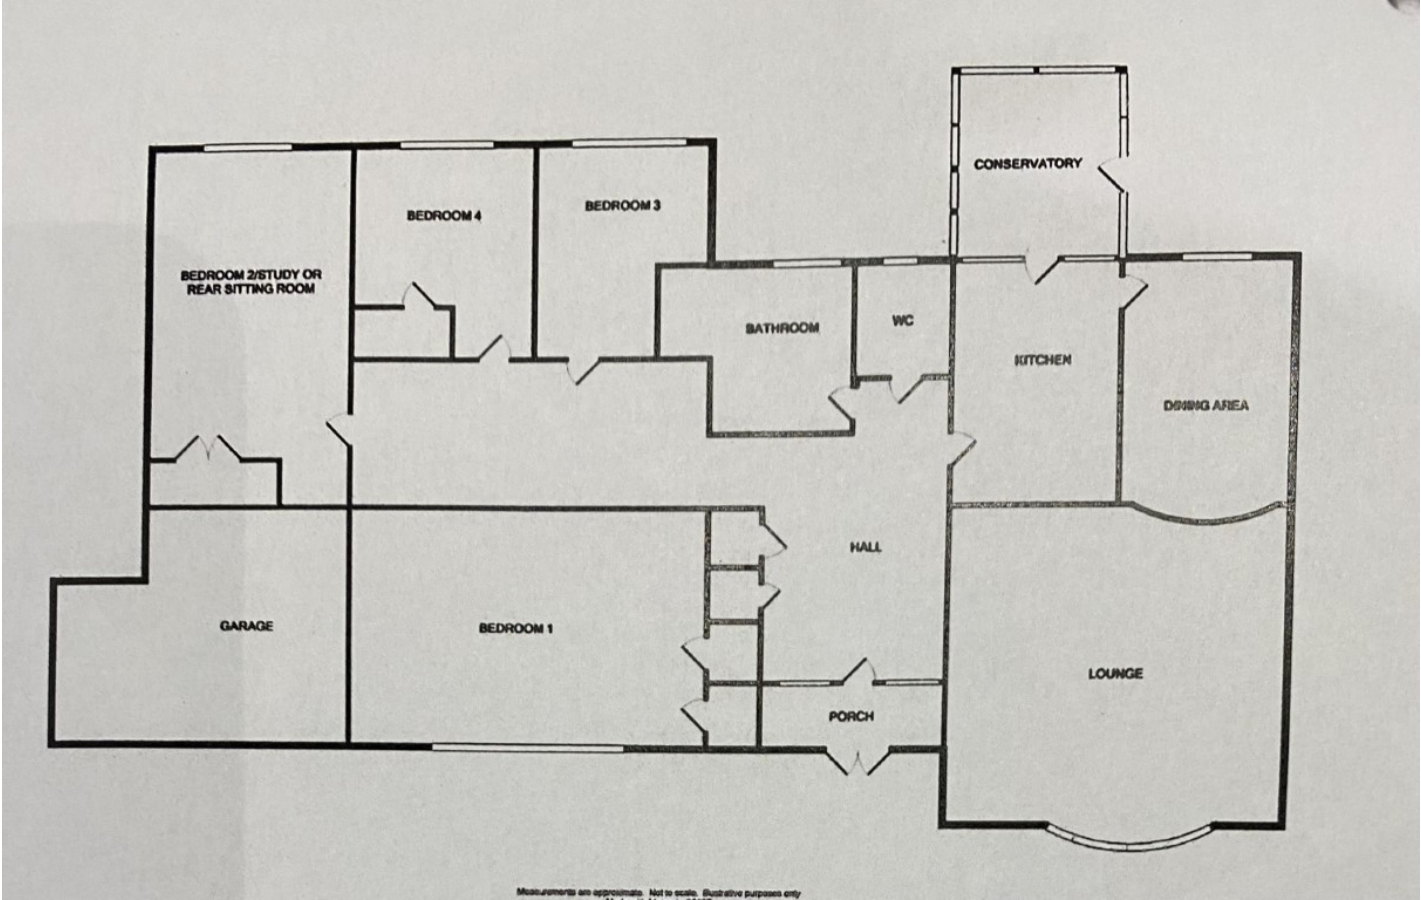 CONSERVATORY
BEDROOM 3
BEDROOM 4
BEDROOM 2/STUDY OR
REAR SITTING ROOM
BATHROOM
WC
KITCHEN
DINING AREA
HALL
GARAGE
BEDROOM 1
LOUNGE
PORCH
Measurements are approximate. Not to scale. Illustrative purposes only